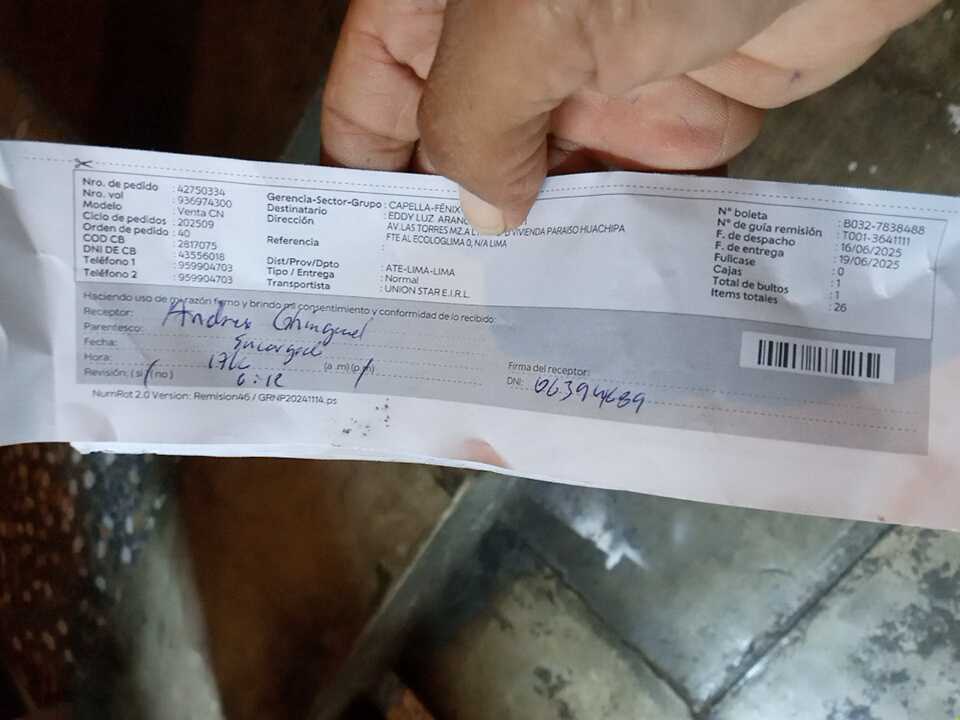 Nro. de pedido : 42750334
Nro. vol : 936974300
Modelo : Venta CN
Ciclo de pedidos : 202509
Orden de pedido : 40
COD CB : 2817075
DNI DE CB : 43556018
Teléfono 1 : 959904703
Teléfono 2 : 959904703
Gerencia-Sector-Grupo : CAPELLA-FÉNIX
Destinatario : EDDY LUZ
Dirección : AV.LAS TORRES MZ.A VIVIENDA PARAISO HUACHIPA
Referencia : FTE AL ECOLOGLIMA 0, N/A LIMA
Dist/Prov/Dpto : ATE-LIMA-LIMA
Tipo / Entrega : Normal
Transportista : UNION STAR E.I.R.L.
N° boleta : B032-7838488
N° de guía remisión : T001-3641111
F. de despacho : 16/06/2025
F. de entrega : 19/06/2025
Fullcase : 0
Cajas : 1
Total de bultos : 1
Items totales : 26
Haciendo uso de mi razón firmo y brindo mi consentimiento y conformidad de lo recibido:
Receptor: Andres
Parentesco:
Fecha:
Hora: (a .m) (p.m)
Revisión: ( si ) ( no ) 6:12
Firma del receptor:
DNI: 06394689
NumRot 2.0 Version: Remision46 / GRNP20241114.ps